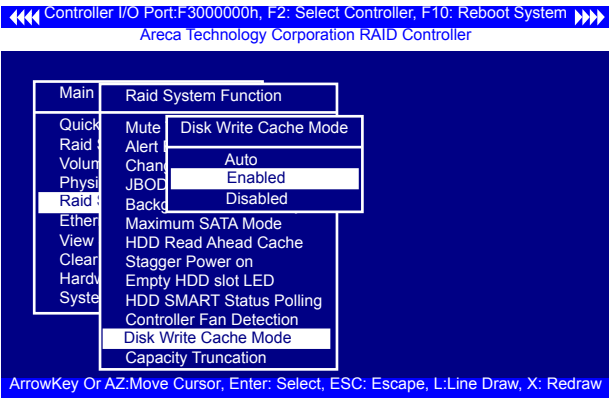 Controller I/O Port:F3000000h, F2: Select Controller, F10: Reboot System
Areca Technology Corporation RAID Controller
Main
Quick
Raid
Volum
Physi
Raid
Ether
View
Clear
Hardw
Syste
Raid System Function
Mute
Alert
Chang
JBOD
Backg
Maximum SATA Mode
HDD Read Ahead Cache
Stagger Power on
Empty HDD slot LED
HDD SMART Status Polling
Controller Fan Detection
Disk Write Cache Mode
Capacity Truncation
Disk Write Cache Mode
Auto
Enabled
Disabled
ArrowKey Or AZ:Move Cursor, Enter: Select, ESC: Escape, L:Line Draw, X: Redraw